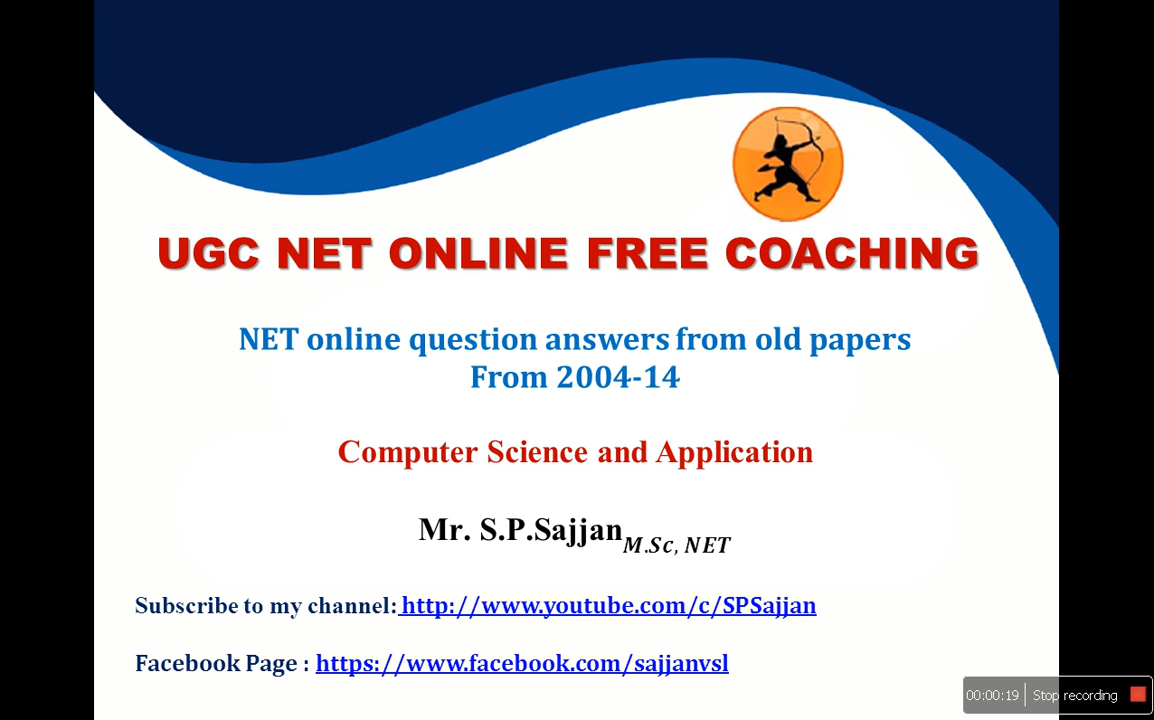 UGC NET ONLINE FREE COACHING
NET online question answers from old papers
From 2004-14
Computer Science and Application
Mr. S.P.Sajjan M.Sc, NET
Subscribe to my channel: http://www.youtube.com/c/SPSajjan
Facebook Page : https://www.facebook.com/sajjanvsl
00:00:19 Stop recording